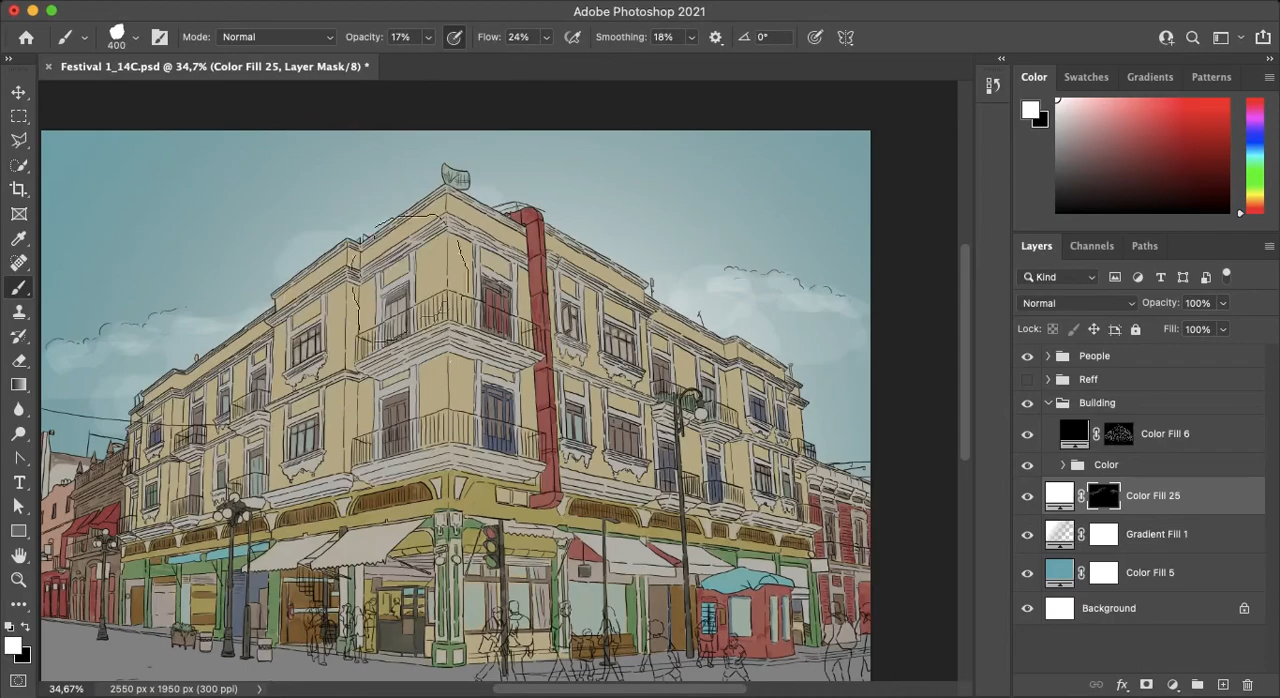 Adobe Photoshop 2021
400
Mode: Normal Opacity: 17% Flow: 24% Smoothing: 18% 0°
Festival 1_14C.psd @ 34,7% (Color Fill 25, Layer Mask/8) *
Color Swatches Gradients Patterns
Layers Channels Paths
Kind
Normal Opacity: 100%
Lock: Fill: 100%
People
Reff
Building
Color Fill 6
Color
Color Fill 25
Gradient Fill 1
Color Fill 5
Background
34,67% 2550 px x 1950 px (300 ppi)